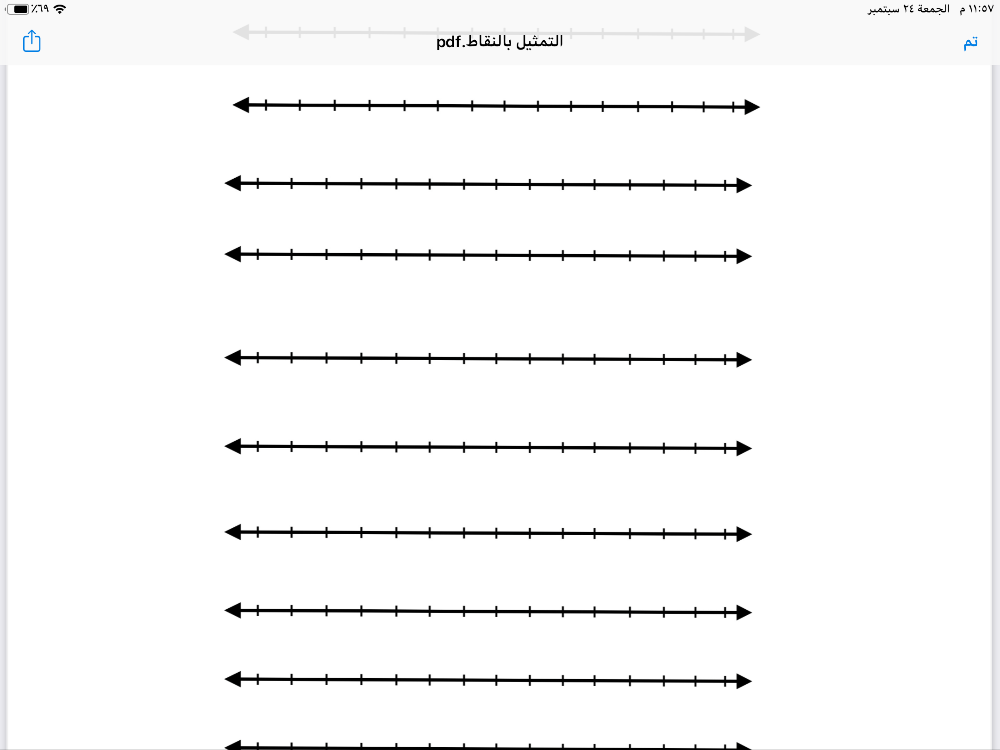 ١١:٥٧ م الجمعة ٢٤ سبتمبر
٪٦٩
تم
التمثيل بالنقاط.pdf